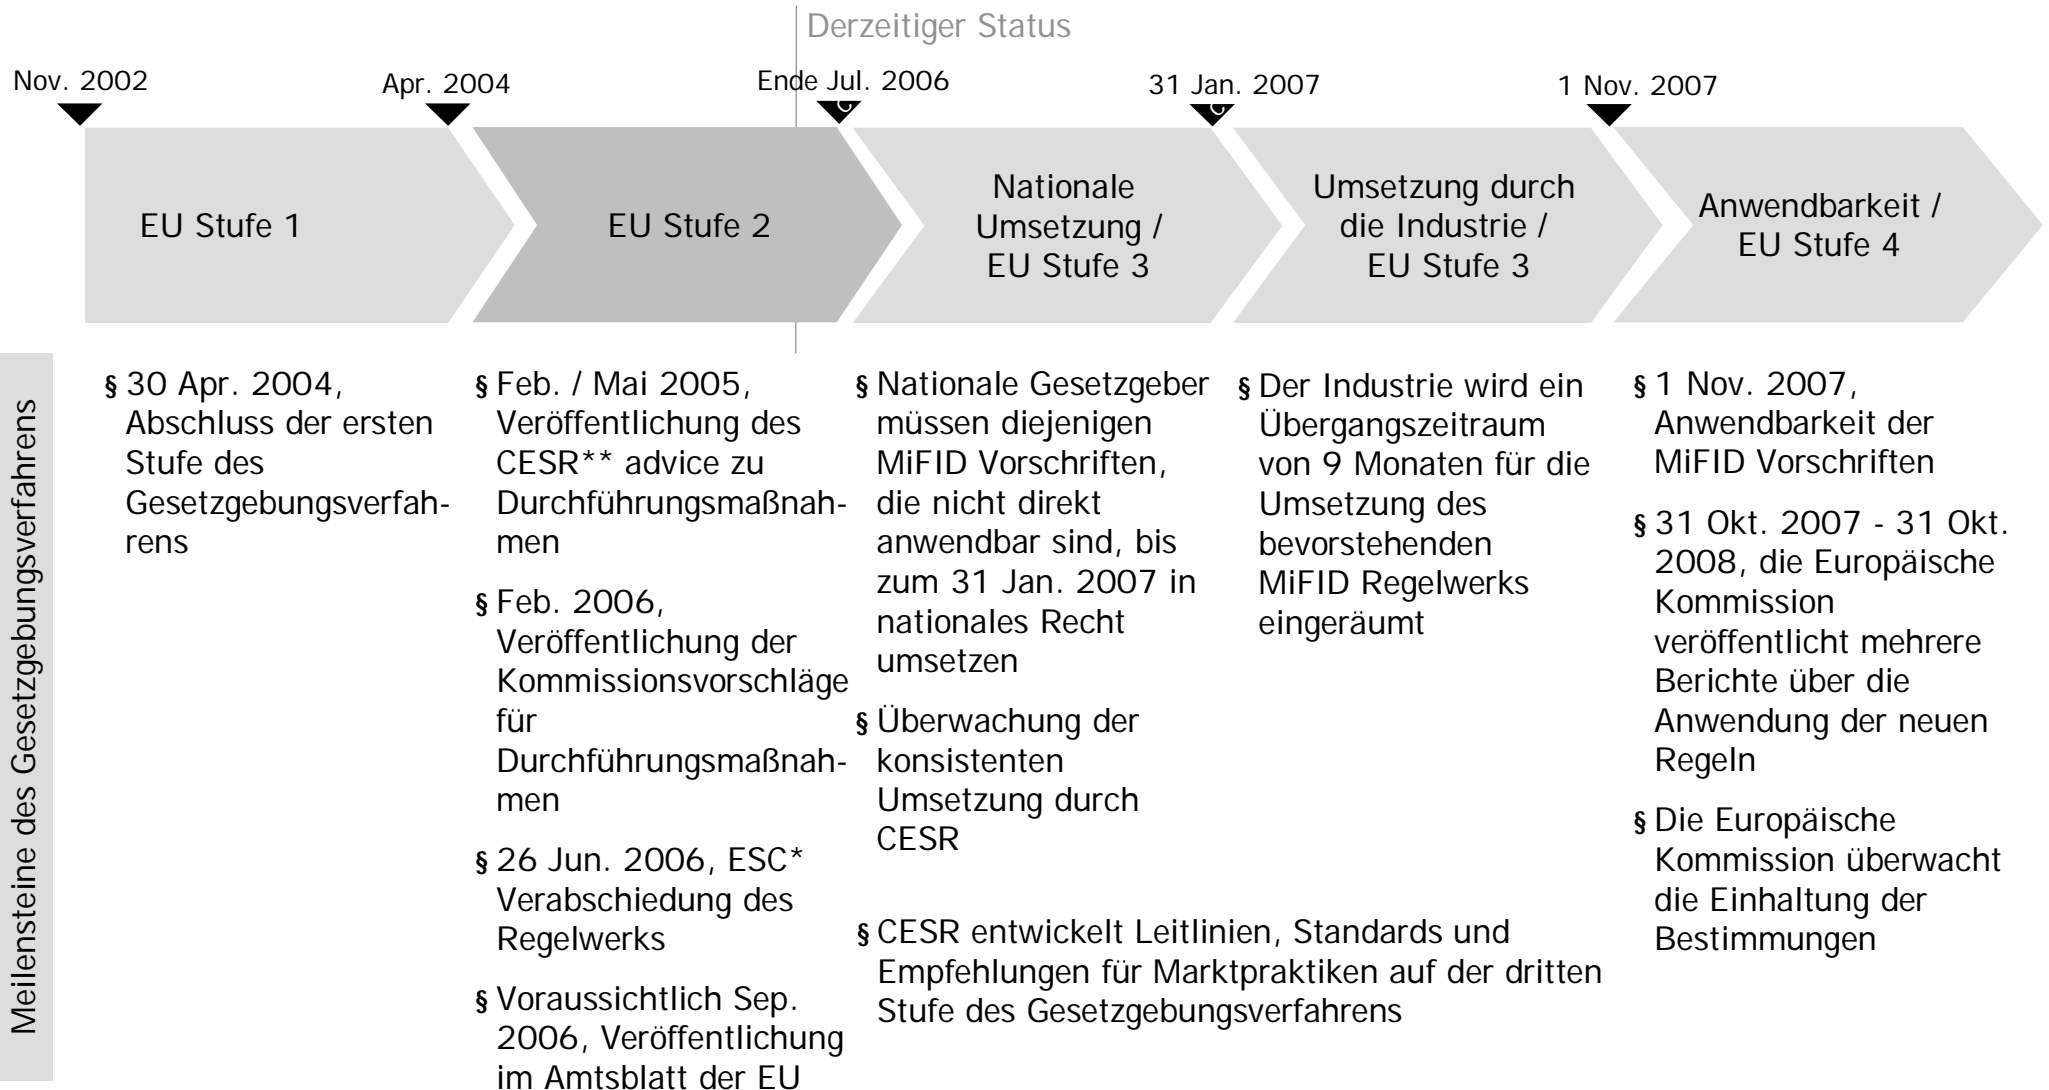 Derzeitiger Status
Nov. 2002
Apr. 2004
Ende Jul. 2006
31 Jan. 2007
1 Nov. 2007
EU Stufe 1
EU Stufe 2
Nationale
Umsetzung /
EU Stufe 3
Umsetzung durch
die Industrie /
EU Stufe 3
Anwendbarkeit /
EU Stufe 4
Meilensteine des Gesetzgebungsverfahrens
§ 30 Apr. 2004,
Abschluss der ersten
Stufe des
Gesetzgebungsverfah-
rens
§ Feb. / Mai 2005,
Veröffentlichung des
CESR** advice zu
Durchführungsmaßnah-
men
§ Feb. 2006,
Veröffentlichung der
Kommissionsvorschläge
für
Durchführungsmaßnah-
men
§ 26 Jun. 2006, ESC*
Verabschiedung des
Regelwerks
§ Voraussichtlich Sep.
2006, Veröffentlichung
im Amtsblatt der EU
§ Nationale Gesetzgeber
müssen diejenigen
MiFID Vorschriften,
die nicht direkt
anwendbar sind, bis
zum 31 Jan. 2007 in
nationales Recht
umsetzen
§ Überwachung der
konsistenten
Umsetzung durch
CESR
§ CESR entwickelt Leitlinien, Standards und
Empfehlungen für Marktpraktiken auf der dritten
Stufe des Gesetzgebungsverfahrens
§ Der Industrie wird ein
Übergangszeitraum
von 9 Monaten für die
Umsetzung des
bevorstehenden
MiFID Regelwerks
eingeräumt
§ 1 Nov. 2007,
Anwendbarkeit der
MiFID Vorschriften
§ 31 Okt. 2007 - 31 Okt.
2008, die Europäische
Kommission
veröffentlicht mehrere
Berichte über die
Anwendung der neuen
Regeln
§ Die Europäische
Kommission überwacht
die Einhaltung der
Bestimmungen